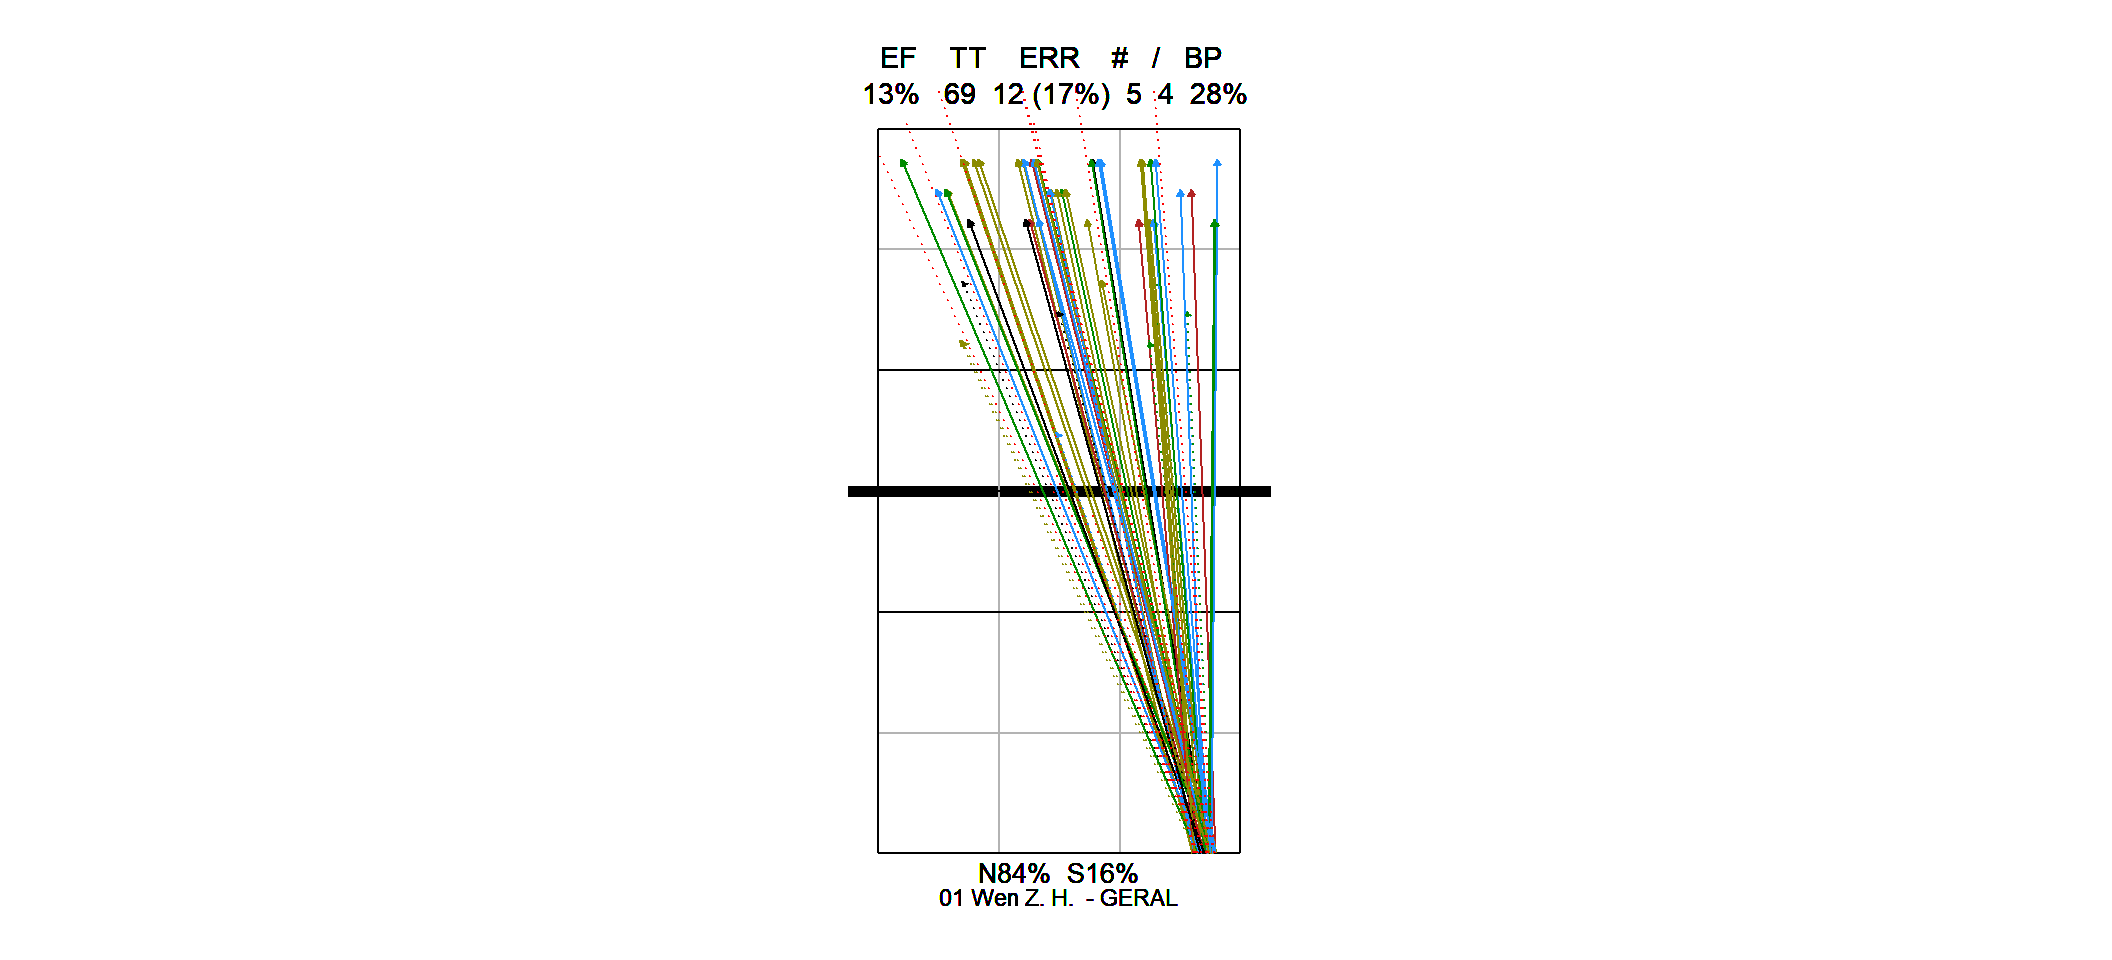 EF TT ERR # / BP
13% 69 12 (17%) 5 4 28%
N84% S16%
01 Wen Z. H. - GERAL